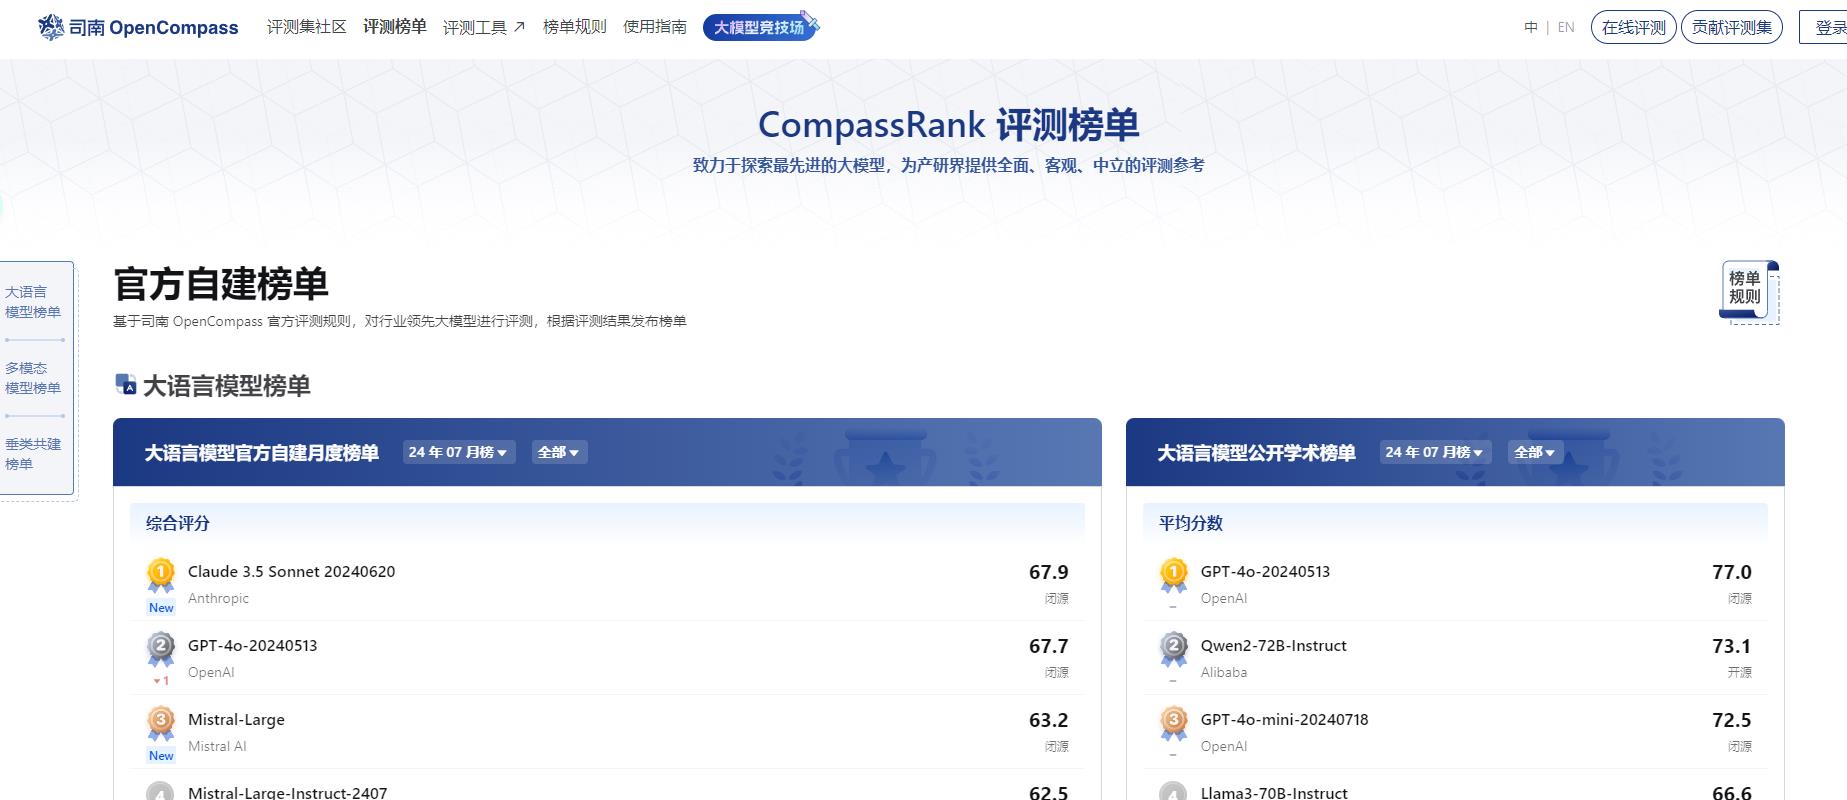 司南 OpenCompass
评测集社区
评测榜单
评测工具
榜单规则
使用指南
大模型竞技场
中 | EN
在线评测
贡献评测集
登录
CompassRank 评测榜单
致力于探索最先进的大模型，为产研界提供全面、客观、中立的评测参考
大语言
模型榜单
多模态
模型榜单
垂类共建
榜单
官方自建榜单
基于司南 OpenCompass 官方评测规则，对行业领先大模型进行评测，根据评测结果发布榜单
榜单
规则
A 大语言模型榜单
大语言模型官方自建月度榜单 24 年 07 月榜 全部
综合评分
1 Claude 3.5 Sonnet 20240620 67.9
New Anthropic 闭源
2 GPT-4o-20240513 67.7
1 OpenAI 闭源
3 Mistral-Large 63.2
New Mistral AI 闭源
4 Mistral-Large-Instruct-2407 62.5
大语言模型公开学术榜单 24 年 07 月榜 全部
平均分数
1 GPT-4o-20240513 77.0
OpenAI 闭源
2 Qwen2-72B-Instruct 73.1
Alibaba 开源
3 GPT-4o-mini-20240718 72.5
OpenAI 闭源
4 Llama3-70B-Instruct 66.6